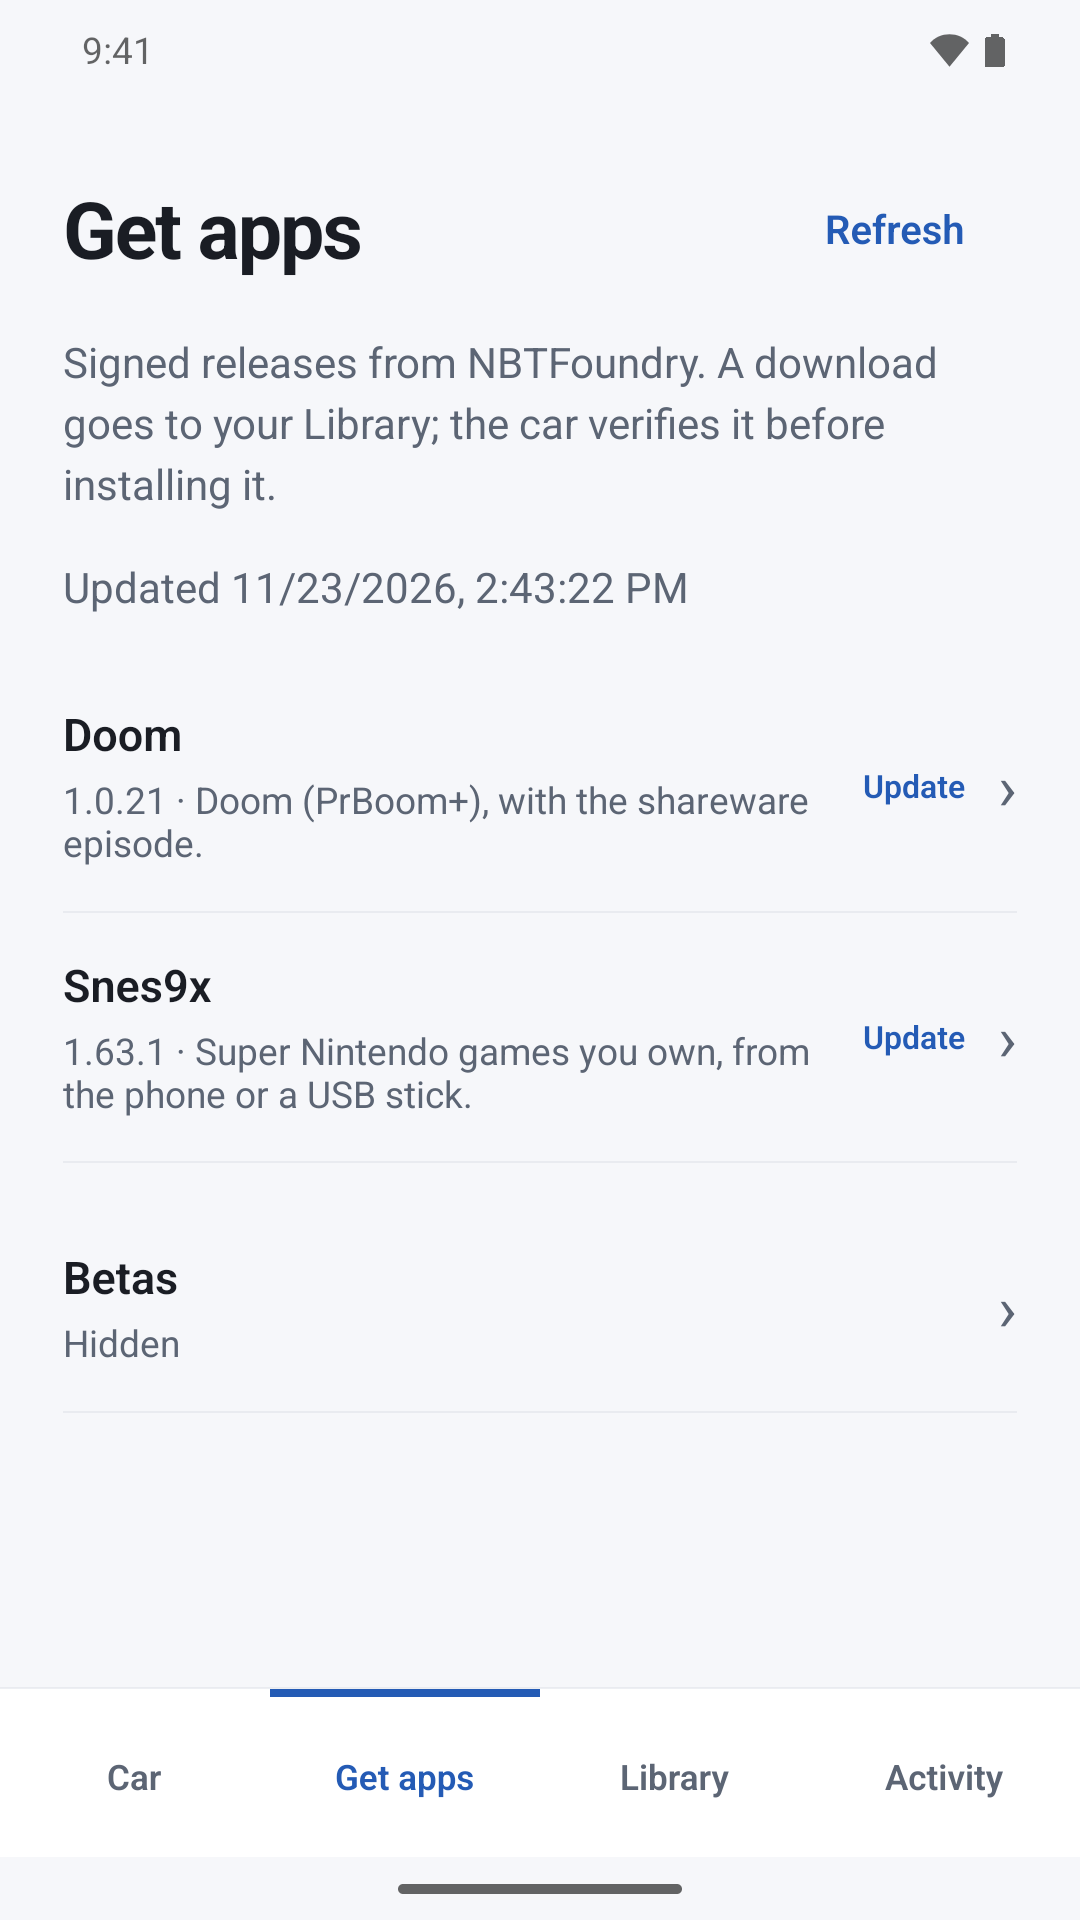 9:41
Get apps
Refresh
Signed releases from NBTFoundry. A download
goes to your Library; the car verifies it before
installing it.
Updated 11/23/2026, 2:43:22 PM
Doom
1.0.21 · Doom (PrBoom+), with the shareware
episode.
Update
Snes9x
1.63.1 · Super Nintendo games you own, from
the phone or a USB stick.
Update
Betas
Hidden
Car
Get apps
Library
Activity